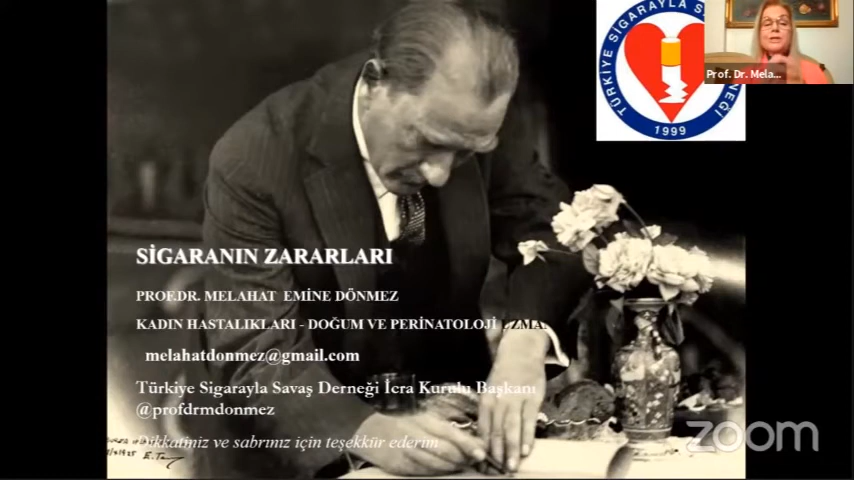 TÜRKİYE SİGARAYLA
1999
Prof. Dr. Mela...
SİGARANIN ZARARLARI
PROF.DR. MELAHAT EMİNE DÖNMEZ
KADIN HASTALIKLARI - DOĞUM VE PERİNATOLOJİ UZMA.
melahatdonmez@gmail.com
Türkiye Sigarayla Savaş Derneği İcra Kurulu Başkanı
@profdrmdonmez
Dikkatiniz ve sabrınız için teşekkür ederim
zoom